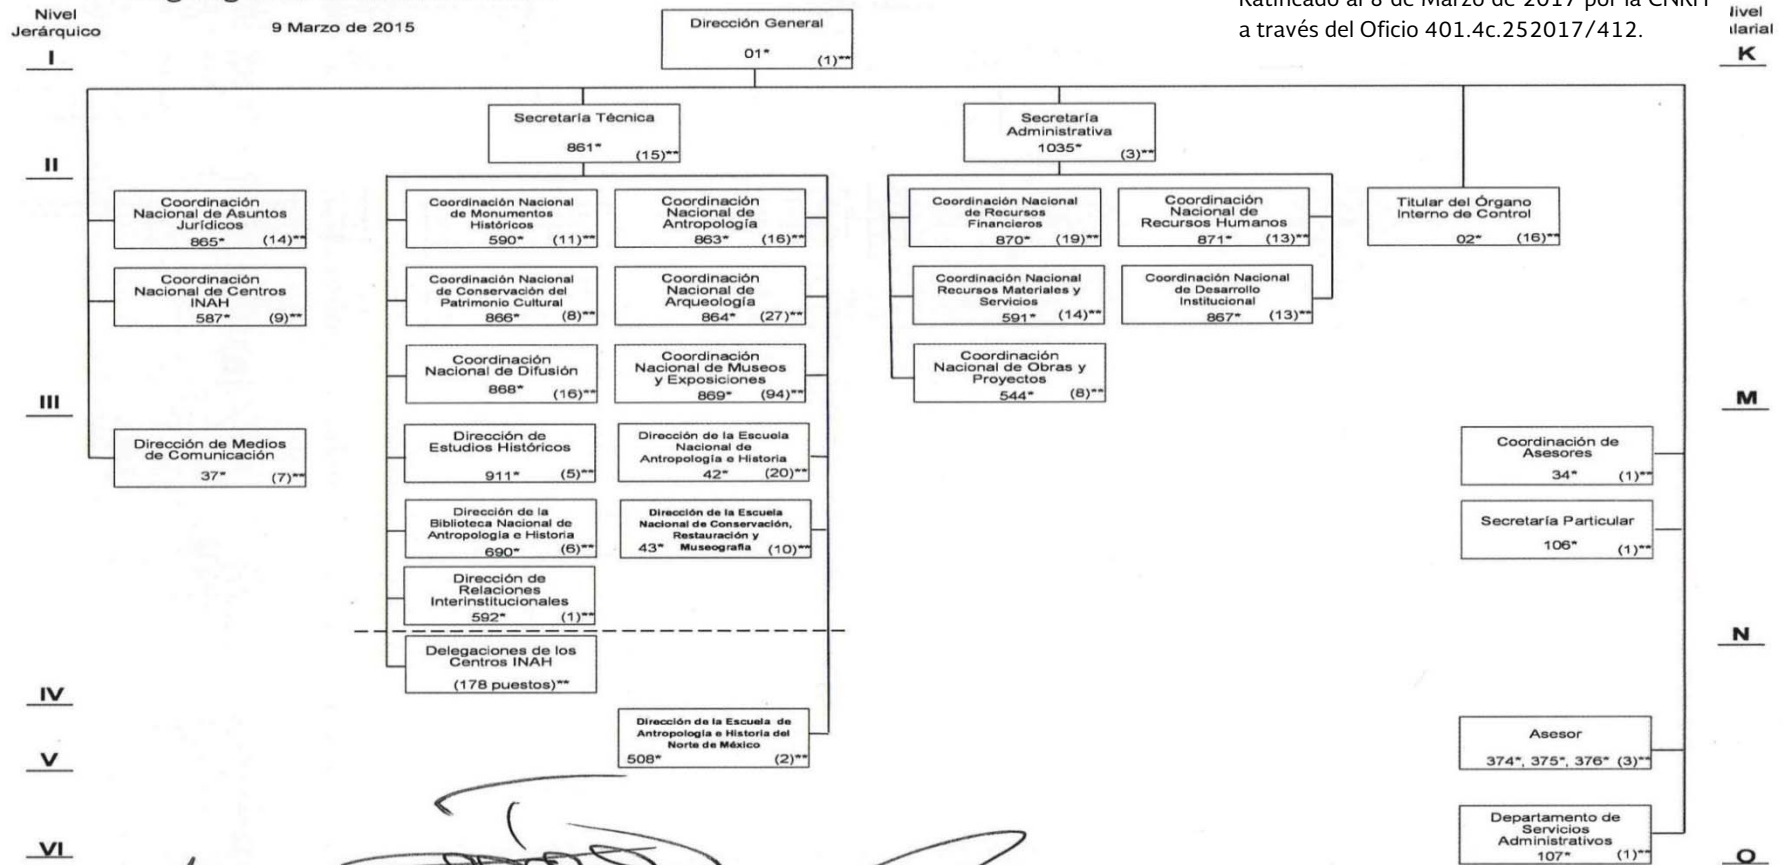 Nivel
Jerárquico
9 Marzo de 2015
Ratificado al 8 de Marzo de 2017 por la CNRH
a través del Oficio 401.4c.252017/412.
I
K
Dirección General
01* (1)**
Secretaría Técnica
861* (15)**
Secretaría
Administrativa
1035* (3)**
II
Coordinación
Nacional de Asuntos
Jurídicos
865* (14)**
Coordinación Nacional
de Monumentos
Históricos
590* (11)**
Coordinación
Nacional de
Antropología
863* (16)**
Coordinación Nacional
de Recursos
Financieros
870* (19)**
Coordinación
Nacional de
Recursos Humanos
871* (13)**
Titular del Órgano
Interno de Control
02* (16)**
Coordinación
Nacional de Centros
INAH
587* (9)**
Coordinación Nacional
de Conservación del
Patrimonio Cultural
866* (8)**
Coordinación
Nacional de
Arqueología
864* (27)**
Coordinación Nacional
Recursos Materiales y
Servicios
591* (14)**
Coordinación Nacional
de Desarrollo
Institucional
867* (13)**
Coordinación
Nacional de Difusión
868* (16)**
Coordinación
Nacional de Museos
y Exposiciones
869* (94)**
Coordinación
Nacional de Obras y
Proyectos
544* (8)**
III
M
Dirección de Medios
de Comunicación
37* (7)**
Dirección de
Estudios Históricos
911* (5)**
Dirección de la Escuela
Nacional de
Antropología e Historia
42* (20)**
Coordinación de
Asesores
34* (1)**
Dirección de la
Biblioteca Nacional de
Antropología e Historia
690* (6)**
Dirección de la Escuela
Nacional de Conservación,
Restauración y
43* Museografía (10)**
Secretaría Particular
106* (1)**
Dirección de
Relaciones
Interinstitucionales
592* (1)**
N
Delegaciones de los
Centros INAH
(178 puestos)**
IV
Dirección de la Escuela de
Antropología e Historia del
Norte de México
508* (2)**
Asesor
374*, 375*, 376* (3)**
V
Departamento de
Servicios
Administrativos
107* (1)**
VI
O